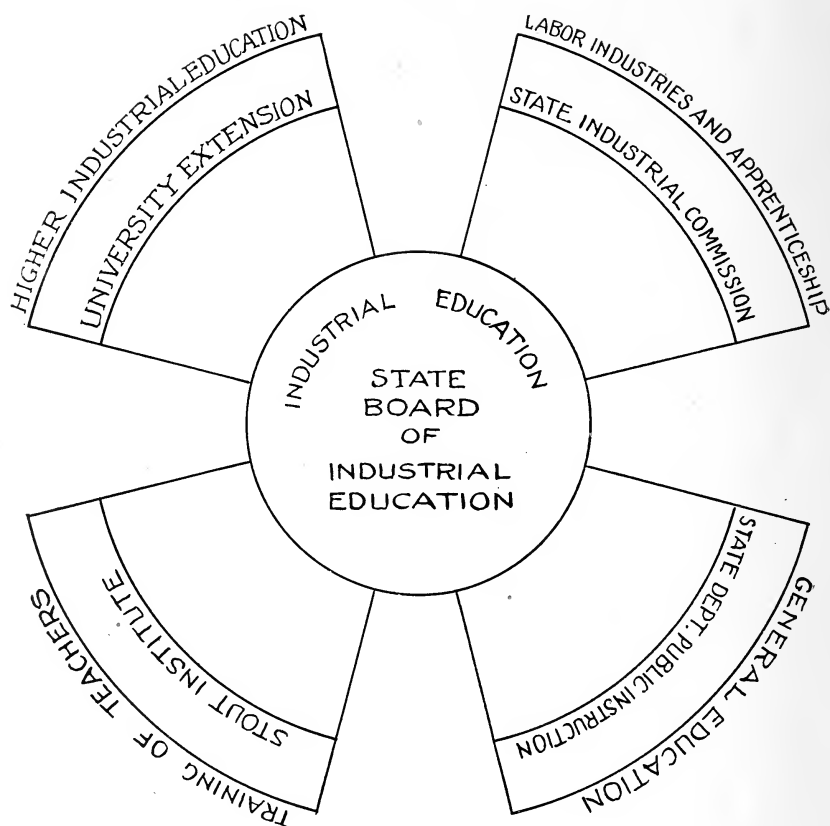 HIGHER INDUSTRIAL EDUCATION
UNIVERSITY EXTENSION
LABOR INDUSTRIES AND APPRENTICESHIP
STATE INDUSTRIAL COMMISSION
INDUSTRIAL EDUCATION
STATE
BOARD
OF
INDUSTRIAL
EDUCATION
STOUT INSTITUTE
TRAINING OF TEACHERS
STATE DEPT. PUBLIC INSTRUCTION
GENERAL EDUCATION